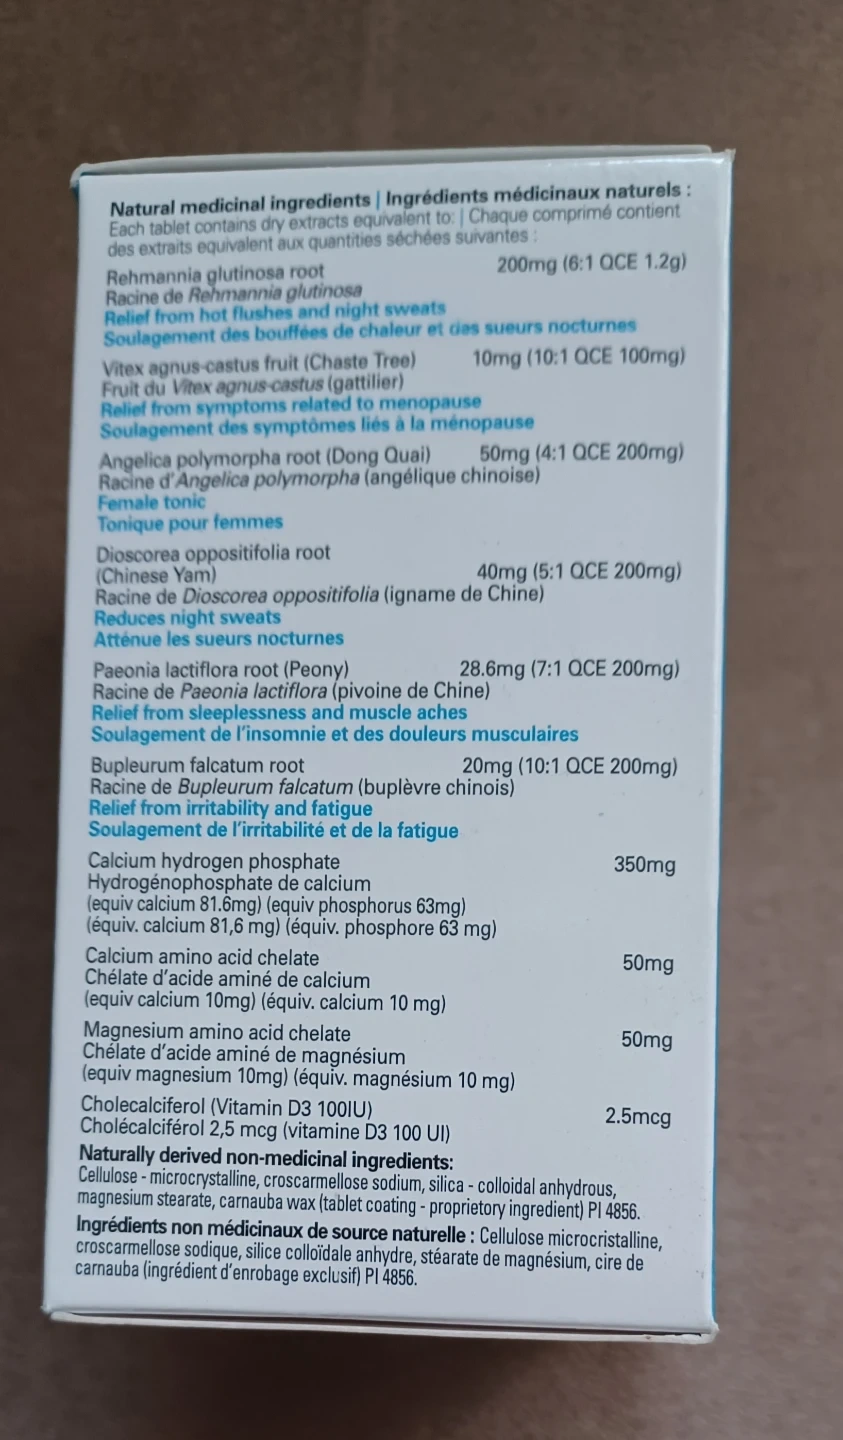 Natural medicinal ingredients | Ingrédients médicinaux naturels :
Each tablet contains dry extracts equivalent to: | Chaque comprimé contient
des extraits equivalent aux quantities séchées suivantes :
Rehmannia glutinosa root 200mg (6:1 QCE 1.2g)
Racine de Rehmannia glutinosa
Relief from hot flushes and night sweats
Soulagement des bouffées de chaleur et des sueurs nocturnes
Vitex agnus-castus fruit (Chaste Tree) 10mg (10:1 QCE 100mg)
Fruit du Vitex agnus-castus (gattilier)
Relief from symptoms related to menopause
Soulagement des symptômes liés à la ménopause
Angelica polymorpha root (Dong Quai) 50mg (4:1 QCE 200mg)
Racine d'Angelica polymorpha (angélique chinoise)
Female tonic
Tonique pour femmes
Dioscorea oppositifolia root
(Chinese Yam) 40mg (5:1 QCE 200mg)
Racine de Dioscorea oppositifolia (igname de Chine)
Reduces night sweats
Atténue les sueurs nocturnes
Paeonia lactiflora root (Peony) 28.6mg (7:1 QCE 200mg)
Racine de Paeonia lactiflora (pivoine de Chine)
Relief from sleeplessness and muscle aches
Soulagement de l'insomnie et des douleurs musculaires
Bupleurum falcatum root 20mg (10:1 QCE 200mg)
Racine de Bupleurum falcatum (buplèvre chinois)
Relief from irritability and fatigue
Soulagement de l'irritabilité et de la fatigue
Calcium hydrogen phosphate 350mg
Hydrogénophosphate de calcium
(equiv calcium 81.6mg) (equiv phosphorus 63mg)
(équiv. calcium 81,6 mg) (équiv. phosphore 63 mg)
Calcium amino acid chelate 50mg
Chélate d'acide aminé de calcium
(equiv calcium 10mg) (équiv. calcium 10 mg)
Magnesium amino acid chelate 50mg
Chélate d'acide aminé de magnésium
(equiv magnesium 10mg) (équiv. magnésium 10 mg)
Cholecalciferol (Vitamin D3 100IU) 2.5mcg
Cholécalciférol 2,5 mcg (vitamine D3 100 UI)
Naturally derived non-medicinal ingredients:
Cellulose - microcrystalline, croscarmellose sodium, silica - colloidal anhydrous,
magnesium stearate, carnauba wax (tablet coating - proprietory ingredient) PI 4856.
Ingrédients non médicinaux de source naturelle : Cellulose microcristalline,
croscarmellose sodique, silice colloïdale anhydre, stéarate de magnésium, cire de
carnauba (ingrédient d'enrobage exclusif) PI 4856.